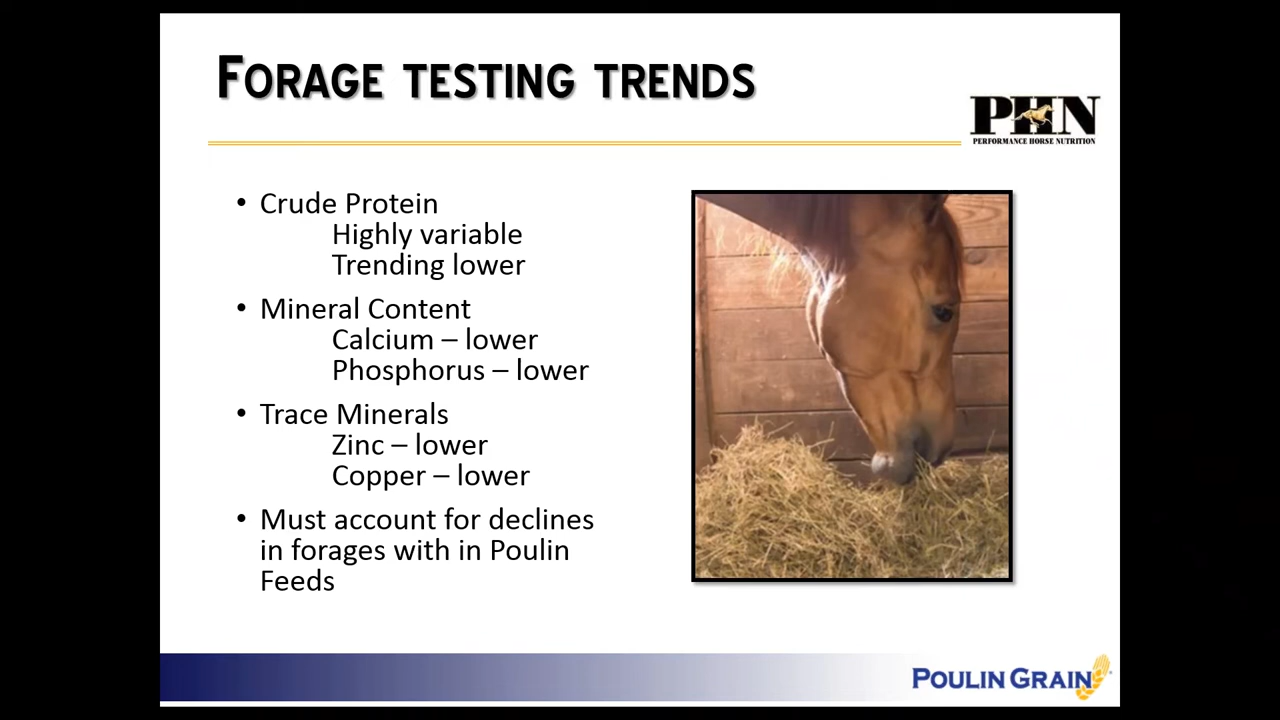 FORAGE TESTING TRENDS
PHN
PERFORMANCE HORSE NUTRITION
• Crude Protein
Highly variable
Trending lower
• Mineral Content
Calcium – lower
Phosphorus – lower
• Trace Minerals
Zinc – lower
Copper – lower
• Must account for declines
in forages with in Poulin
Feeds
POULIN GRAIN